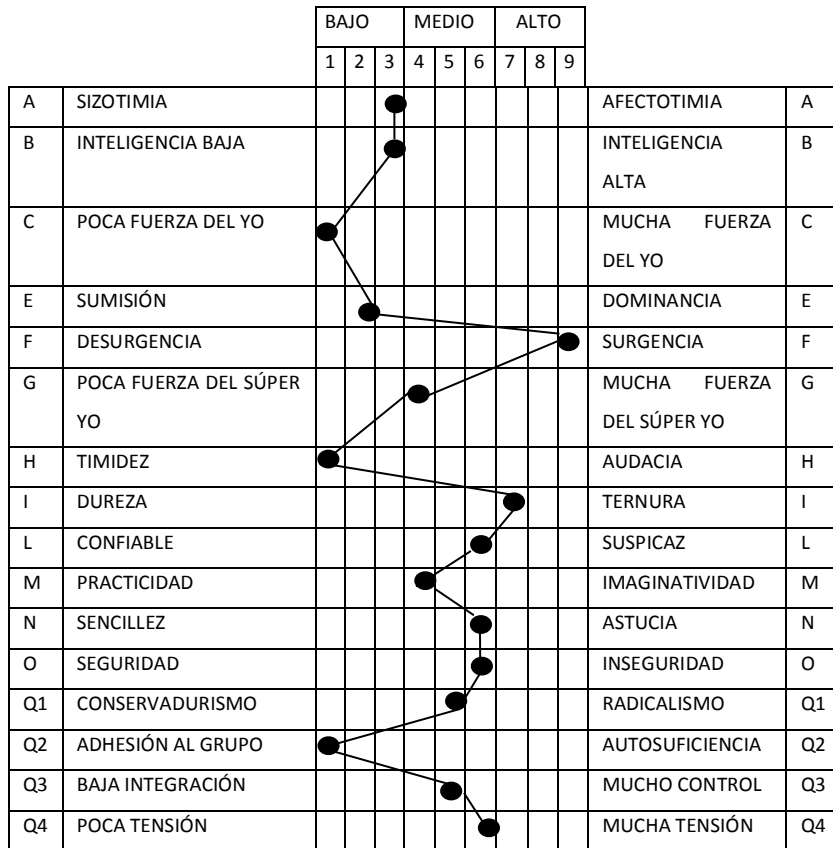 BAJO MEDIO ALTO
1 2 3 4 5 6 7 8 9
A SIZOTIMIA AFECTOTIMIA A
B INTELIGENCIA BAJA INTELIGENCIA B
ALTA
C POCA FUERZA DEL YO MUCHA FUERZA C
DEL YO
E SUMISIÓN DOMINANCIA E
F DESURGENCIA SURGENCIA F
G POCA FUERZA DEL SÚPER MUCHA FUERZA G
YO DEL SÚPER YO
H TIMIDEZ AUDACIA H
I DUREZA TERNURA I
L CONFIABLE SUSPICAZ L
M PRACTICIDAD IMAGINATIVIDAD M
N SENCILLEZ ASTUCIA N
O SEGURIDAD INSEGURIDAD O
Q1 CONSERVADURISMO RADICALISMO Q1
Q2 ADHESIÓN AL GRUPO AUTOSUFICIENCIA Q2
Q3 BAJA INTEGRACIÓN MUCHO CONTROL Q3
Q4 POCA TENSIÓN MUCHA TENSIÓN Q4